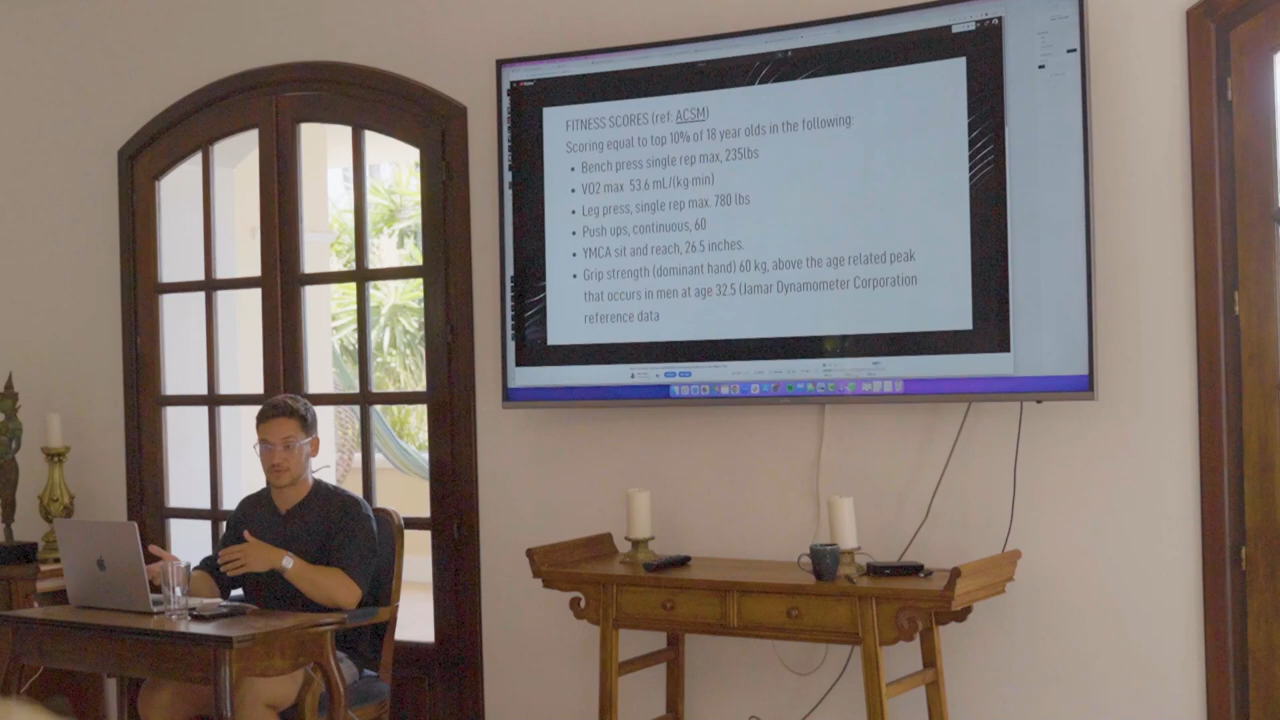 FITNESS SCORES (ref: ACSM)
Scoring equal to top 10% of 18 year olds in the following:
• Bench press single rep max, 235lbs
• VO2 max 53.6 mL/(kg·min)
• Leg press, single rep max. 780 lbs
• Push ups, continuous, 60
• YMCA sit and reach, 26.5 inches.
• Grip strength (dominant hand) 60 kg, above the age related peak
that occurs in men at age 32.5 (Jamar Dynamometer Corporation
reference data